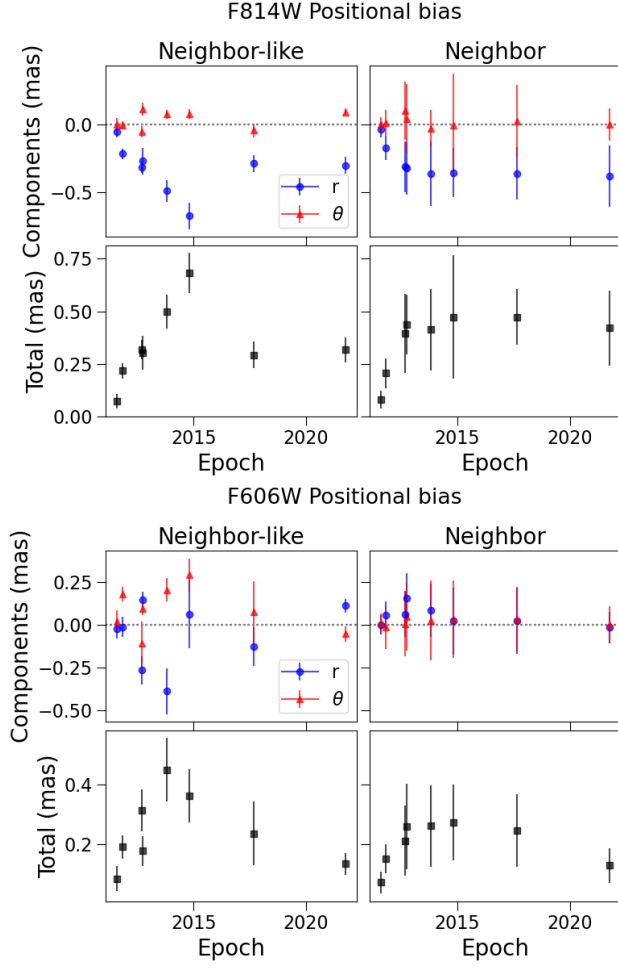 F814W Positional bias
Neighbor-like
Neighbor
Components (mas)
0.0
−0.5
r
θ
Total (mas)
0.75
0.50
0.25
0.00
2015
2020
2015
2020
Epoch
Epoch
F606W Positional bias
Neighbor-like
Neighbor
Components (mas)
0.25
0.00
−0.25
−0.50
r
θ
Total (mas)
0.4
0.2
2015
2020
2015
2020
Epoch
Epoch